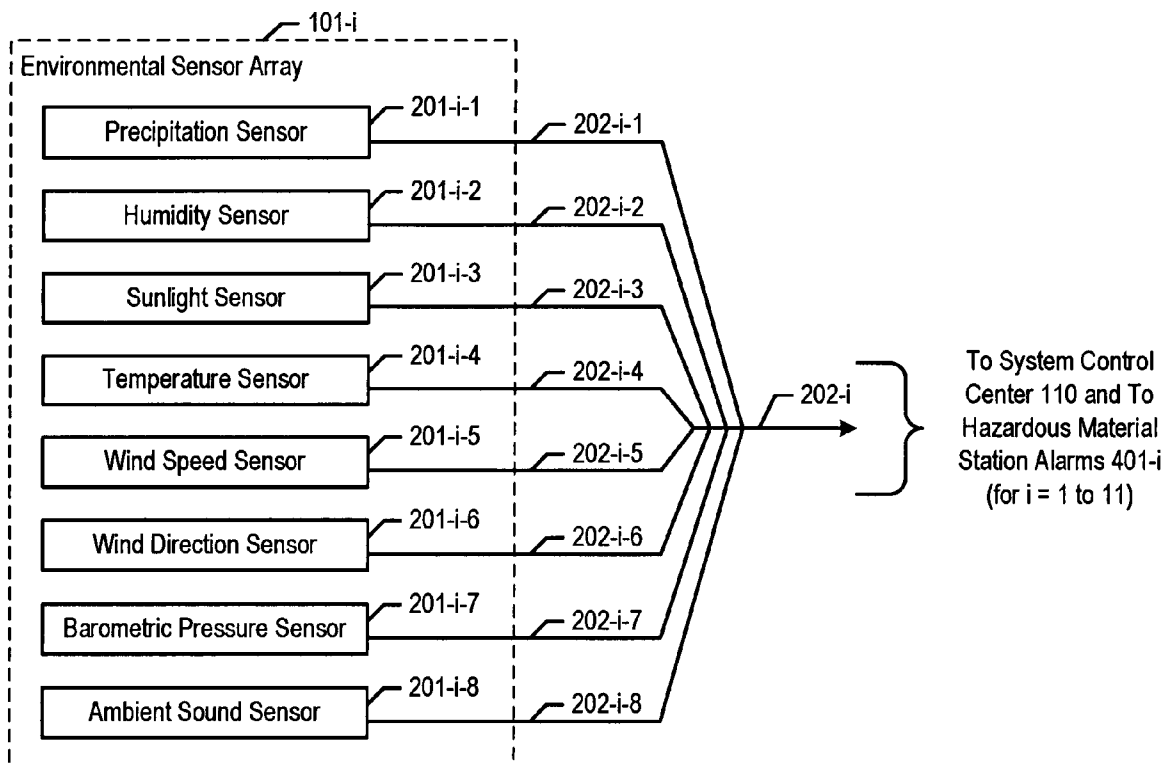 101-i
Environmental Sensor Array
201-i-1
Precipitation Sensor
202-i-1
201-i-2
Humidity Sensor
202-i-2
201-i-3
Sunlight Sensor
202-i-3
201-i-4
Temperature Sensor
202-i-4
201-i-5
Wind Speed Sensor
202-i-5
201-i-6
Wind Direction Sensor
202-i-6
201-i-7
Barometric Pressure Sensor
202-i-7
201-i-8
Ambient Sound Sensor
202-i-8
202-i
To System Control
Center 110 and To
Hazardous Material
Station Alarms 401-i
(for i = 1 to 11)